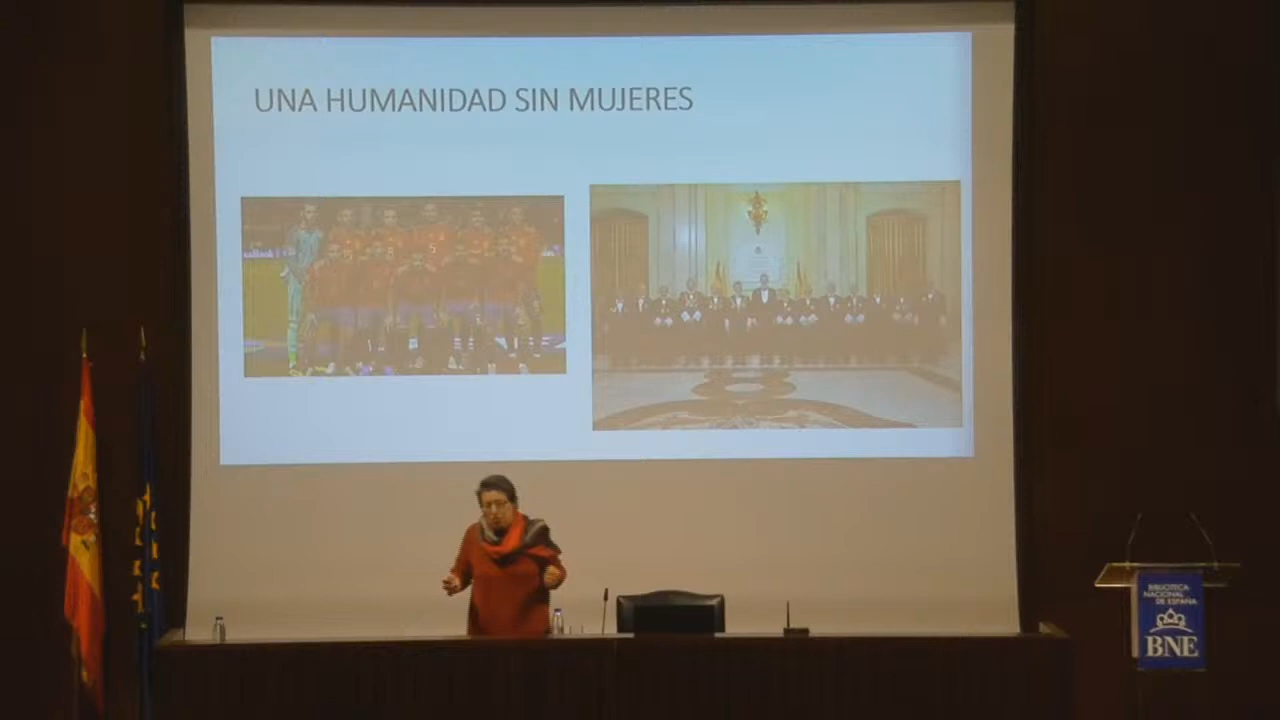 UNA HUMANIDAD SIN MUJERES
BIBLIOTECA
NACIONAL
DE ESPAÑA
BNE